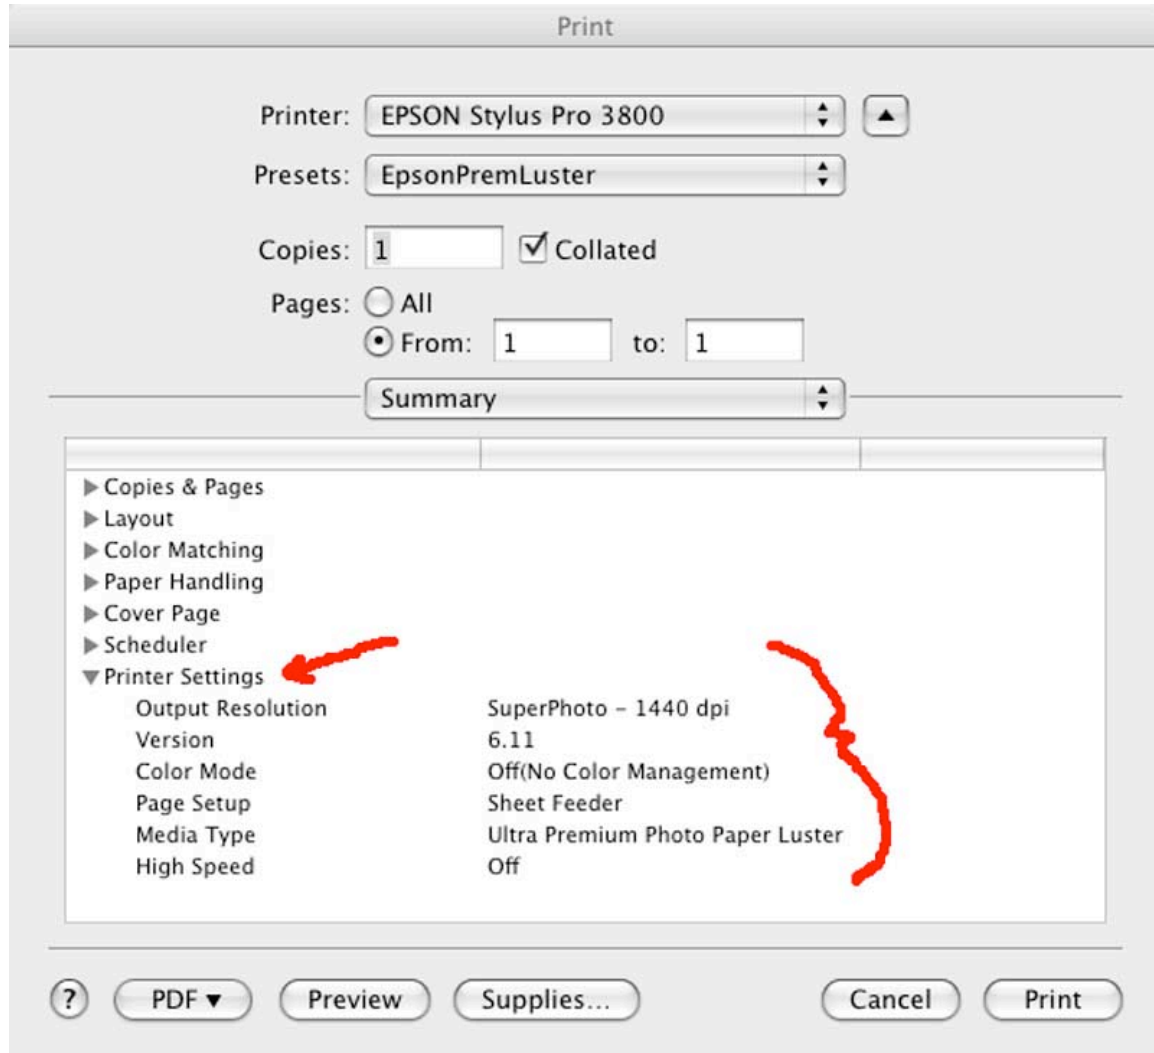 Print
Printer: EPSON Stylus Pro 3800
Presets: EpsonPremLuster
Copies: 1 Collated
Pages: All
From: 1 to: 1
Summary
Copies & Pages
Layout
Color Matching
Paper Handling
Cover Page
Scheduler
Printer Settings
Output Resolution SuperPhoto – 1440 dpi
Version 6.11
Color Mode Off(No Color Management)
Page Setup Sheet Feeder
Media Type Ultra Premium Photo Paper Luster
High Speed Off
? PDF Preview Supplies... Cancel Print